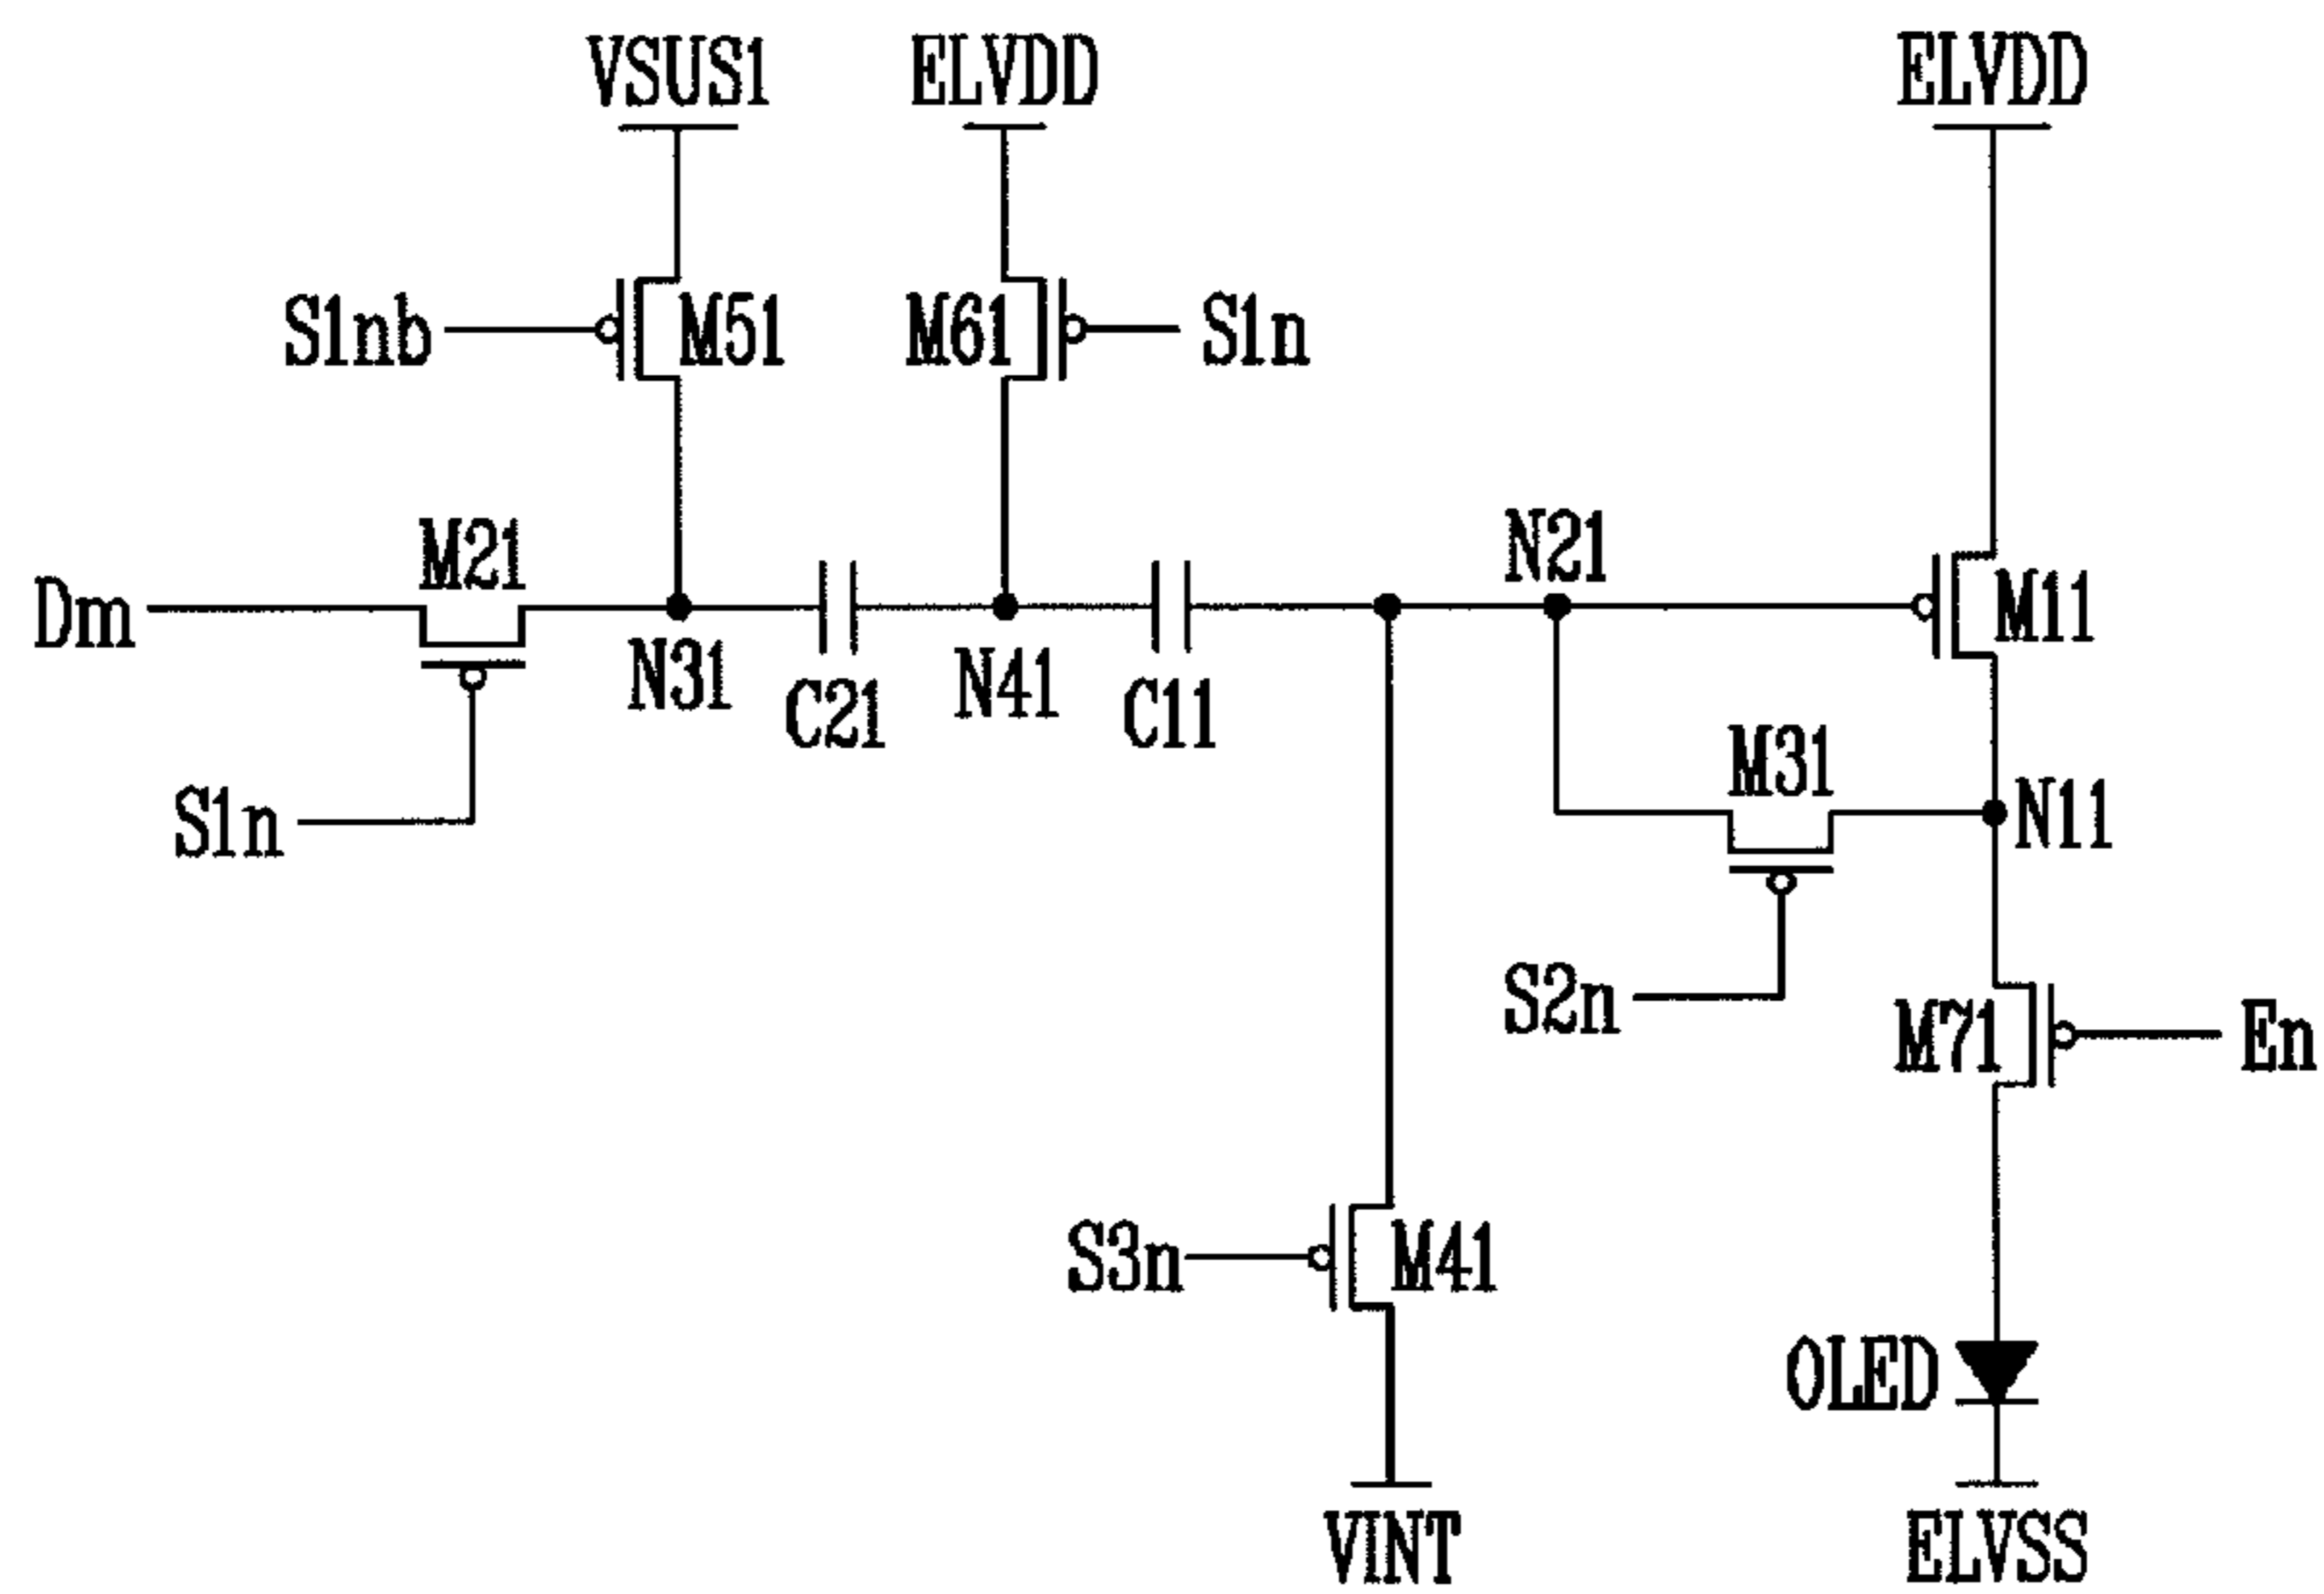 VSUS1 ELVDD ELVDD
S1nb M51 M61 S1n
M21 N21
Dm M11
N31 C21 N41 C11
M31
S1n N11
S2n M71 En
S3n M41
OLED
VINT ELVSS